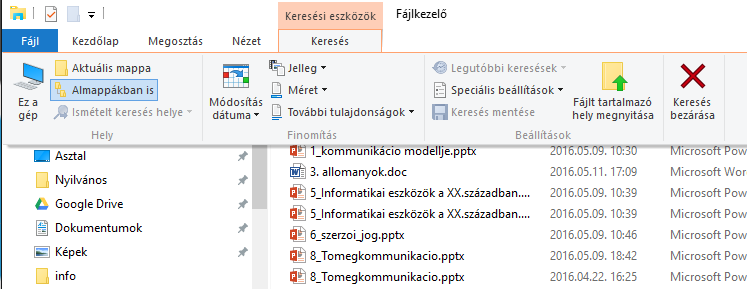 Keresési eszközök Fájlkezelő
Fájl Kezdőlap Megosztás Nézet Keresés
Ez a gép
Aktuális mappa
Almappákban is
Ismételt keresés helye
Hely
Módosítás dátuma
Jelleg
Méret
További tulajdonságok
Finomítás
Legutóbbi keresések
Speciális beállítások
Keresés mentése
Fájlt tartalmazó hely megnyitása
Beállítások
Keresés bezárása
Asztal
Nyilvános
Google Drive
Dokumentumok
Képek
info
1_kommunikácio modellje.pptx 2016.05.09. 10:30 Microsoft Pow
3. allomanyok.doc 2016.05.11. 17:09 Microsoft Wor
5_Informatikai eszközök a XX.században.... 2016.05.09. 10:39 Microsoft Pow
5_Informatikai eszközök a XX.században.... 2016.05.09. 10:39 Microsoft Pow
6_szerzoi_jog.pptx 2016.05.09. 18:42 Microsoft Pow
8_Tomegkommunikacio.pptx 2016.05.09. 10:46 Microsoft Pow
8_Tomegkommunikacio.pptx 2016.04.22. 16:25 Microsoft Pow